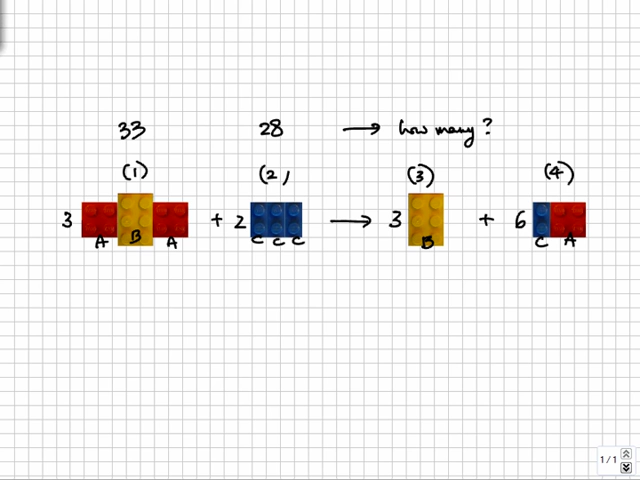 33 28 → how many?
(1) (2) (3) (4)
3 + 2 → 3 + 6
A B A C C C B C A
1/1